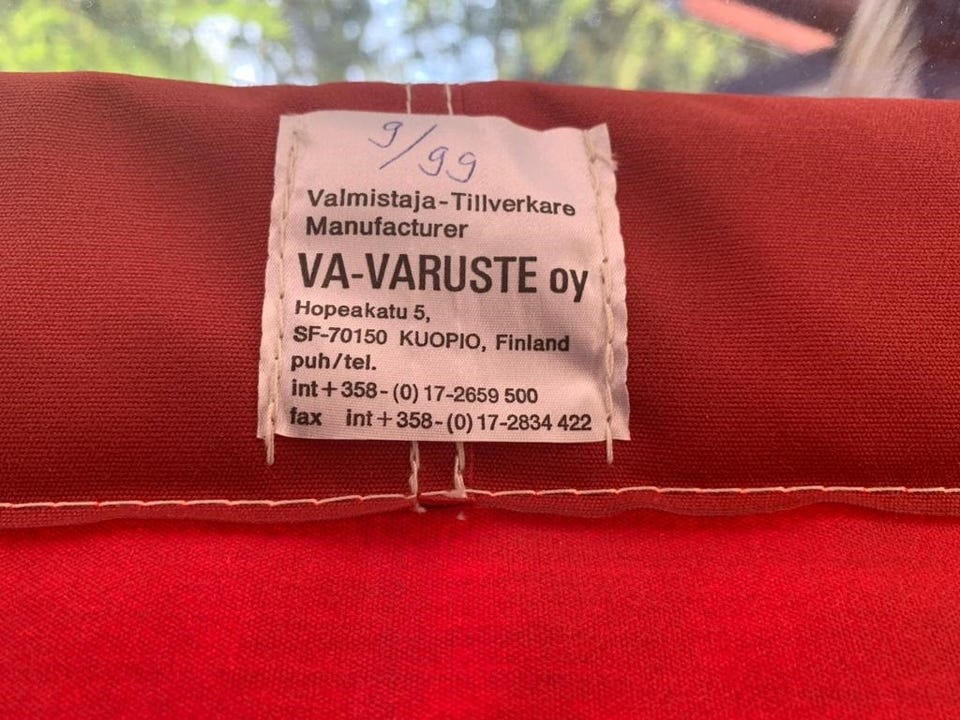 9/99
Valmistaja-Tillverkare
Manufacturer
VA-VARUSTE oy
Hopeakatu 5,
SF-70150 KUOPIO, Finland
puh/tel.
int+358-(0)17-2659 500
fax int+358-(0)17-2834 422